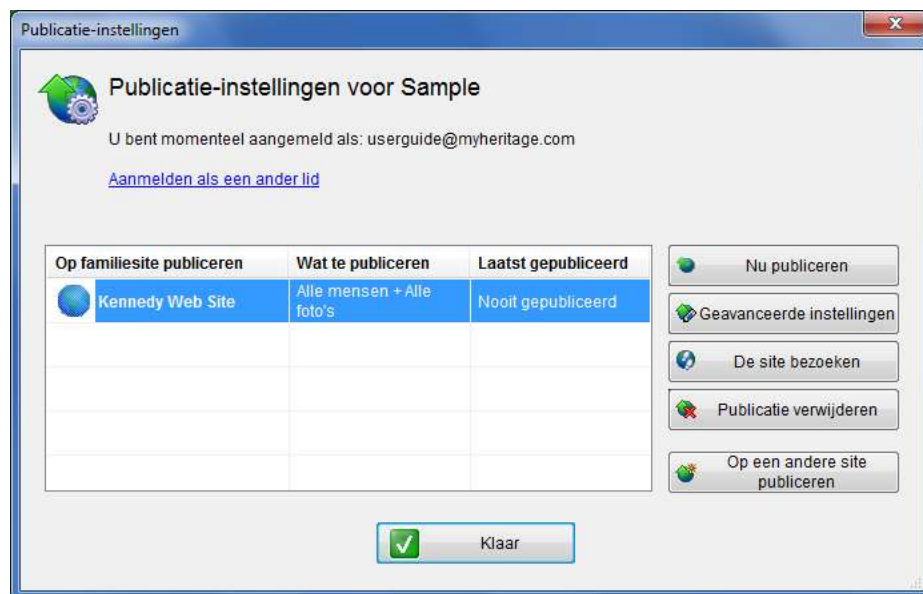 Publicatie-instellingen
Publicatie-instellingen voor Sample
U bent momenteel aangemeld als: userguide@myheritage.com
Aanmelden als een ander lid
Op familiesite publiceren
Wat te publiceren
Laatst gepubliceerd
Kennedy Web Site
Alle mensen + Alle
foto's
Nooit gepubliceerd
Nu publiceren
Geavanceerde instellingen
De site bezoeken
Publicatie verwijderen
Op een andere site
publiceren
Klaar